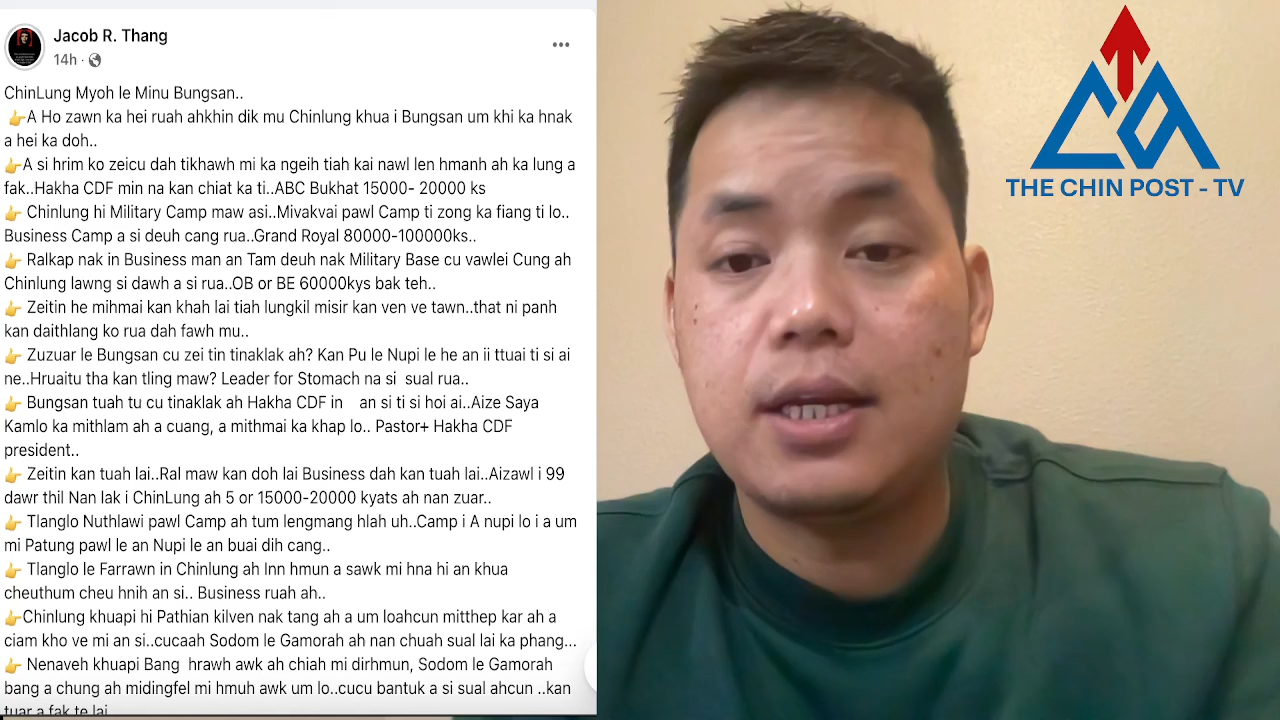 Jacob R. Thang
14h ·
ChinLung Myoh le Minu Bungsan..
👉A Ho zawn ka hei ruah ahkhin dik mu Chinlung khua i Bungsan um khi ka hnak
a hei ka doh..
👉A si hrim ko zeicu dah tikhawh mi ka ngeih tiah kai nawl len hmanh ah ka lung a
fak..Hakha CDF min na kan chiat ka ti..ABC Bukhat 15000- 20000 ks
👉 Chinlung hi Military Camp maw asi..Mivakvai pawl Camp ti zong ka fiang ti lo..
Business Camp a si deuh cang rua..Grand Royal 80000-100000ks..
👉 Ralkap nak in Business man an Tam deuh nak Military Base cu vawlei Cung ah
Chinlung lawng si dawh a si rua..OB or BE 60000kys bak teh..
👉 Zeitin he mihmai kan khah lai tiah lungkil misir kan ven ve tawn..that ni panh
kan daithlang ko rua dah fawh mu..
👉 Zuzuar le Bungsan cu zei tin tinaklak ah? Kan Pu le Nupi le he an ii ttuai ti si ai
ne..Hruaitu tha kan tling maw? Leader for Stomach na si sual rua..
👉 Bungsan tuah tu cu tinaklak ah Hakha CDF in an si ti si hoi ai..Aize Saya
Kamlo ka mithlam ah a cuang, a mithmai ka khap lo.. Pastor+ Hakha CDF
president..
👉 Zeitin kan tuah lai..Ral maw kan doh lai Business dah kan tuah lai..Aizawl i 99
dawr thil Nan lak i ChinLung ah 5 or 15000-20000 kyats ah nan zuar..
👉 Tlanglo Nuthlawi pawl Camp ah tum lengmang hlah uh..Camp i A nupi lo i a um
mi Patung pawl le an Nupi le an buai dih cang..
👉 Tlanglo le Farrawn in Chinlung ah Inn hmun a sawk mi hna hi an khua
cheuthum cheu hnih an si.. Business ruah ah..
👉Chinlung khuapi hi Pathian kilven nak tang ah a um loahcun mitthep kar ah a
ciam kho ve mi an si..cucaah Sodom le Gamorah ah nan chuah sual lai ka phang...
👉 Nenaveh khuapi Bang hrawh awk ah chiah mi dirhmun, Sodom le Gamorah
bang a chung ah midingfel mi hmuh awk um lo..cucu bantuk a si sual ahcun ..kan
tuar a fak te lai
THE CHIN POST - TV